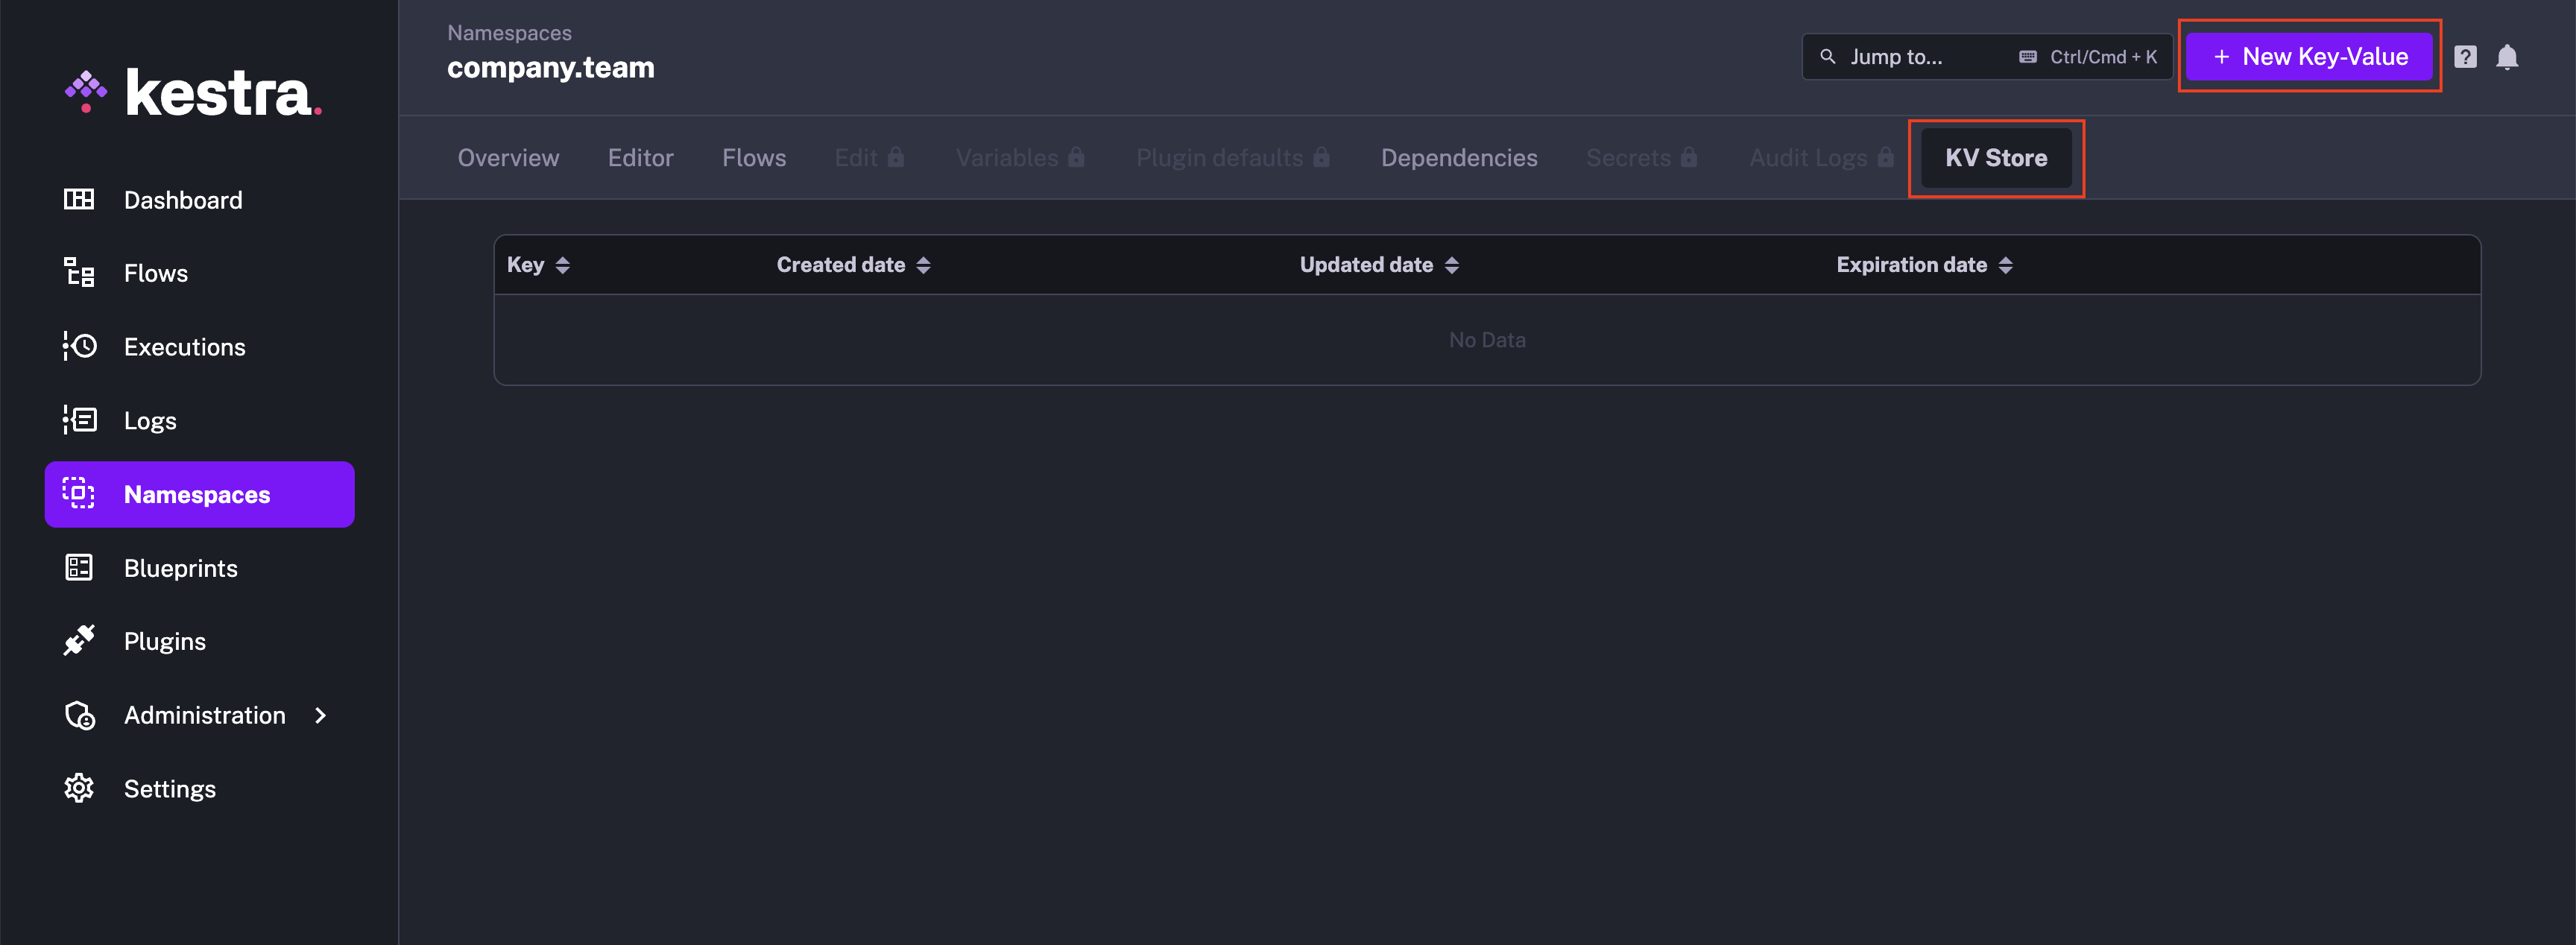 kestra.
Dashboard
Flows
Executions
Logs
Namespaces
Blueprints
Plugins
Administration
Settings
Namespaces
company.team
Jump to... Ctrl/Cmd + K
+ New Key-Value
?
Overview Editor Flows Edit Variables Plugin defaults Dependencies Secrets Audit Logs KV Store
Key Created date Updated date Expiration date
No Data